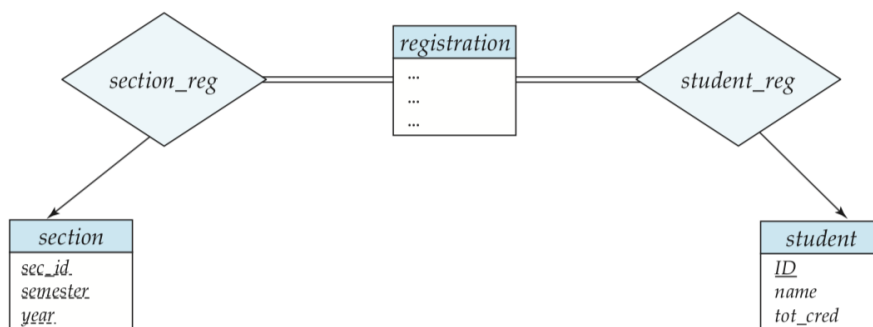 registration
section_reg
...
...
...
student_reg
section
sec_id
semester
year
student
ID
name
tot_cred